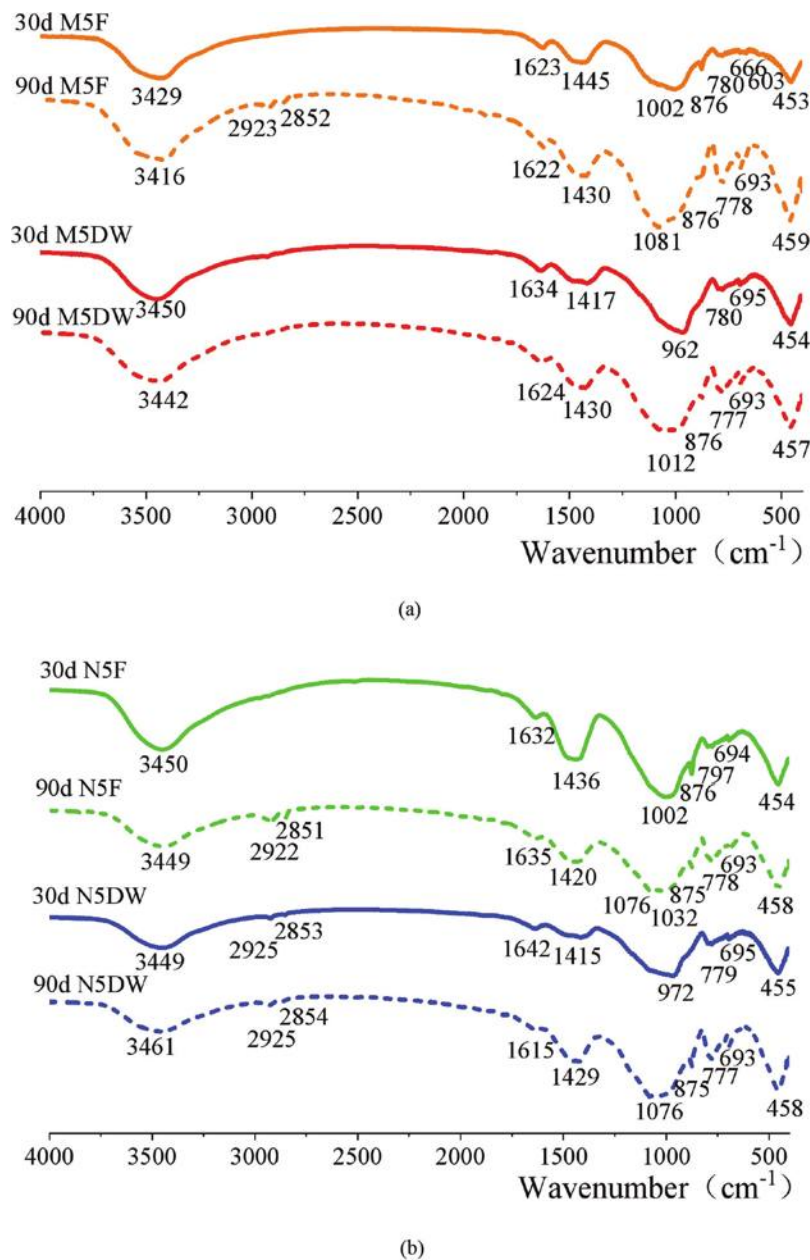 30d M5F
1623 1445 666
3429 1002 780 603 453
876
90d M5F
2923 2852
3416 1622 1430 693
876 778
1081 459
30d M5DW
3450 1634 1417 695
780
962 454
90d M5DW
3442 1624 1430 693
876 777
1012 457
4000 3500 3000 2500 2000 1500 1000 500
Wavenumber（cm-1）
(a)
30d N5F
1632 694
3450 1436 797
876
1002 454
90d N5F
2851
3449 2922 1635 1420 693
875 778
1076 1032 458
30d N5DW
2853
3449 2925 1642 1415 695
972 779 455
90d N5DW
2854
3461 2925 1615 693
1429 875 777
1076 458
4000 3500 3000 2500 2000 1500 1000 500
Wavenumber（cm-1）
(b)